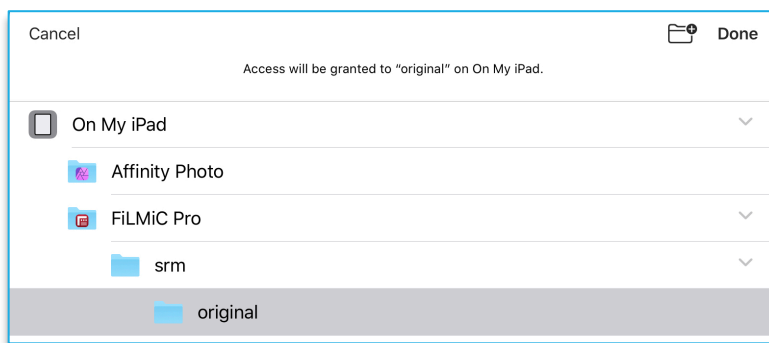 Cancel Done
Access will be granted to “original” on On My iPad.
On My iPad
Affinity Photo
FiLMiC Pro
srm
original